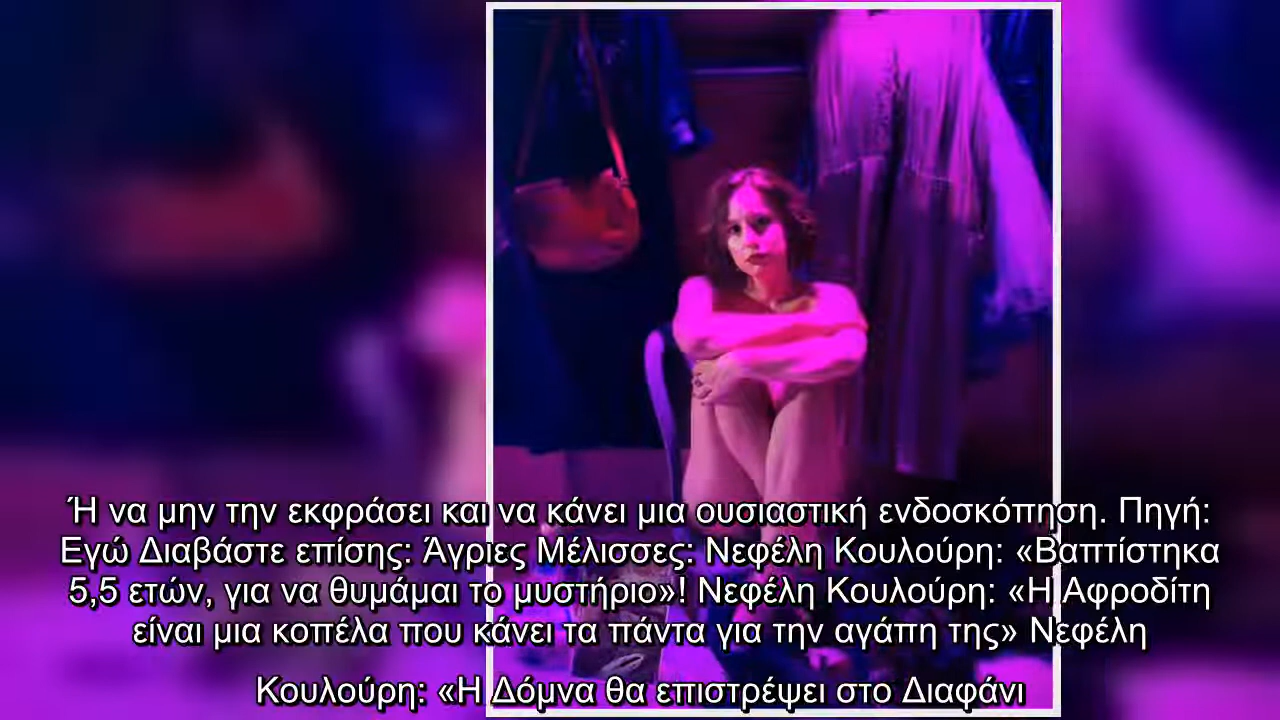 Ή να μην την εκφράσει και να κάνει μια ουσιαστική ενδοσκόπηση. Πηγή:
Εγώ Διαβάστε επίσης: Άγριες Μέλισσες: Νεφέλη Κουλούρη: «Βαπτίστηκα
5,5 ετών, για να θυμάμαι το μυστήριο»! Νεφέλη Κουλούρη: «Η Αφροδίτη
είναι μια κοπέλα που κάνει τα πάντα για την αγάπη της» Νεφέλη
Κουλούρη: «Η Δόμνα θα επιστρέψει στο Διαφάνι